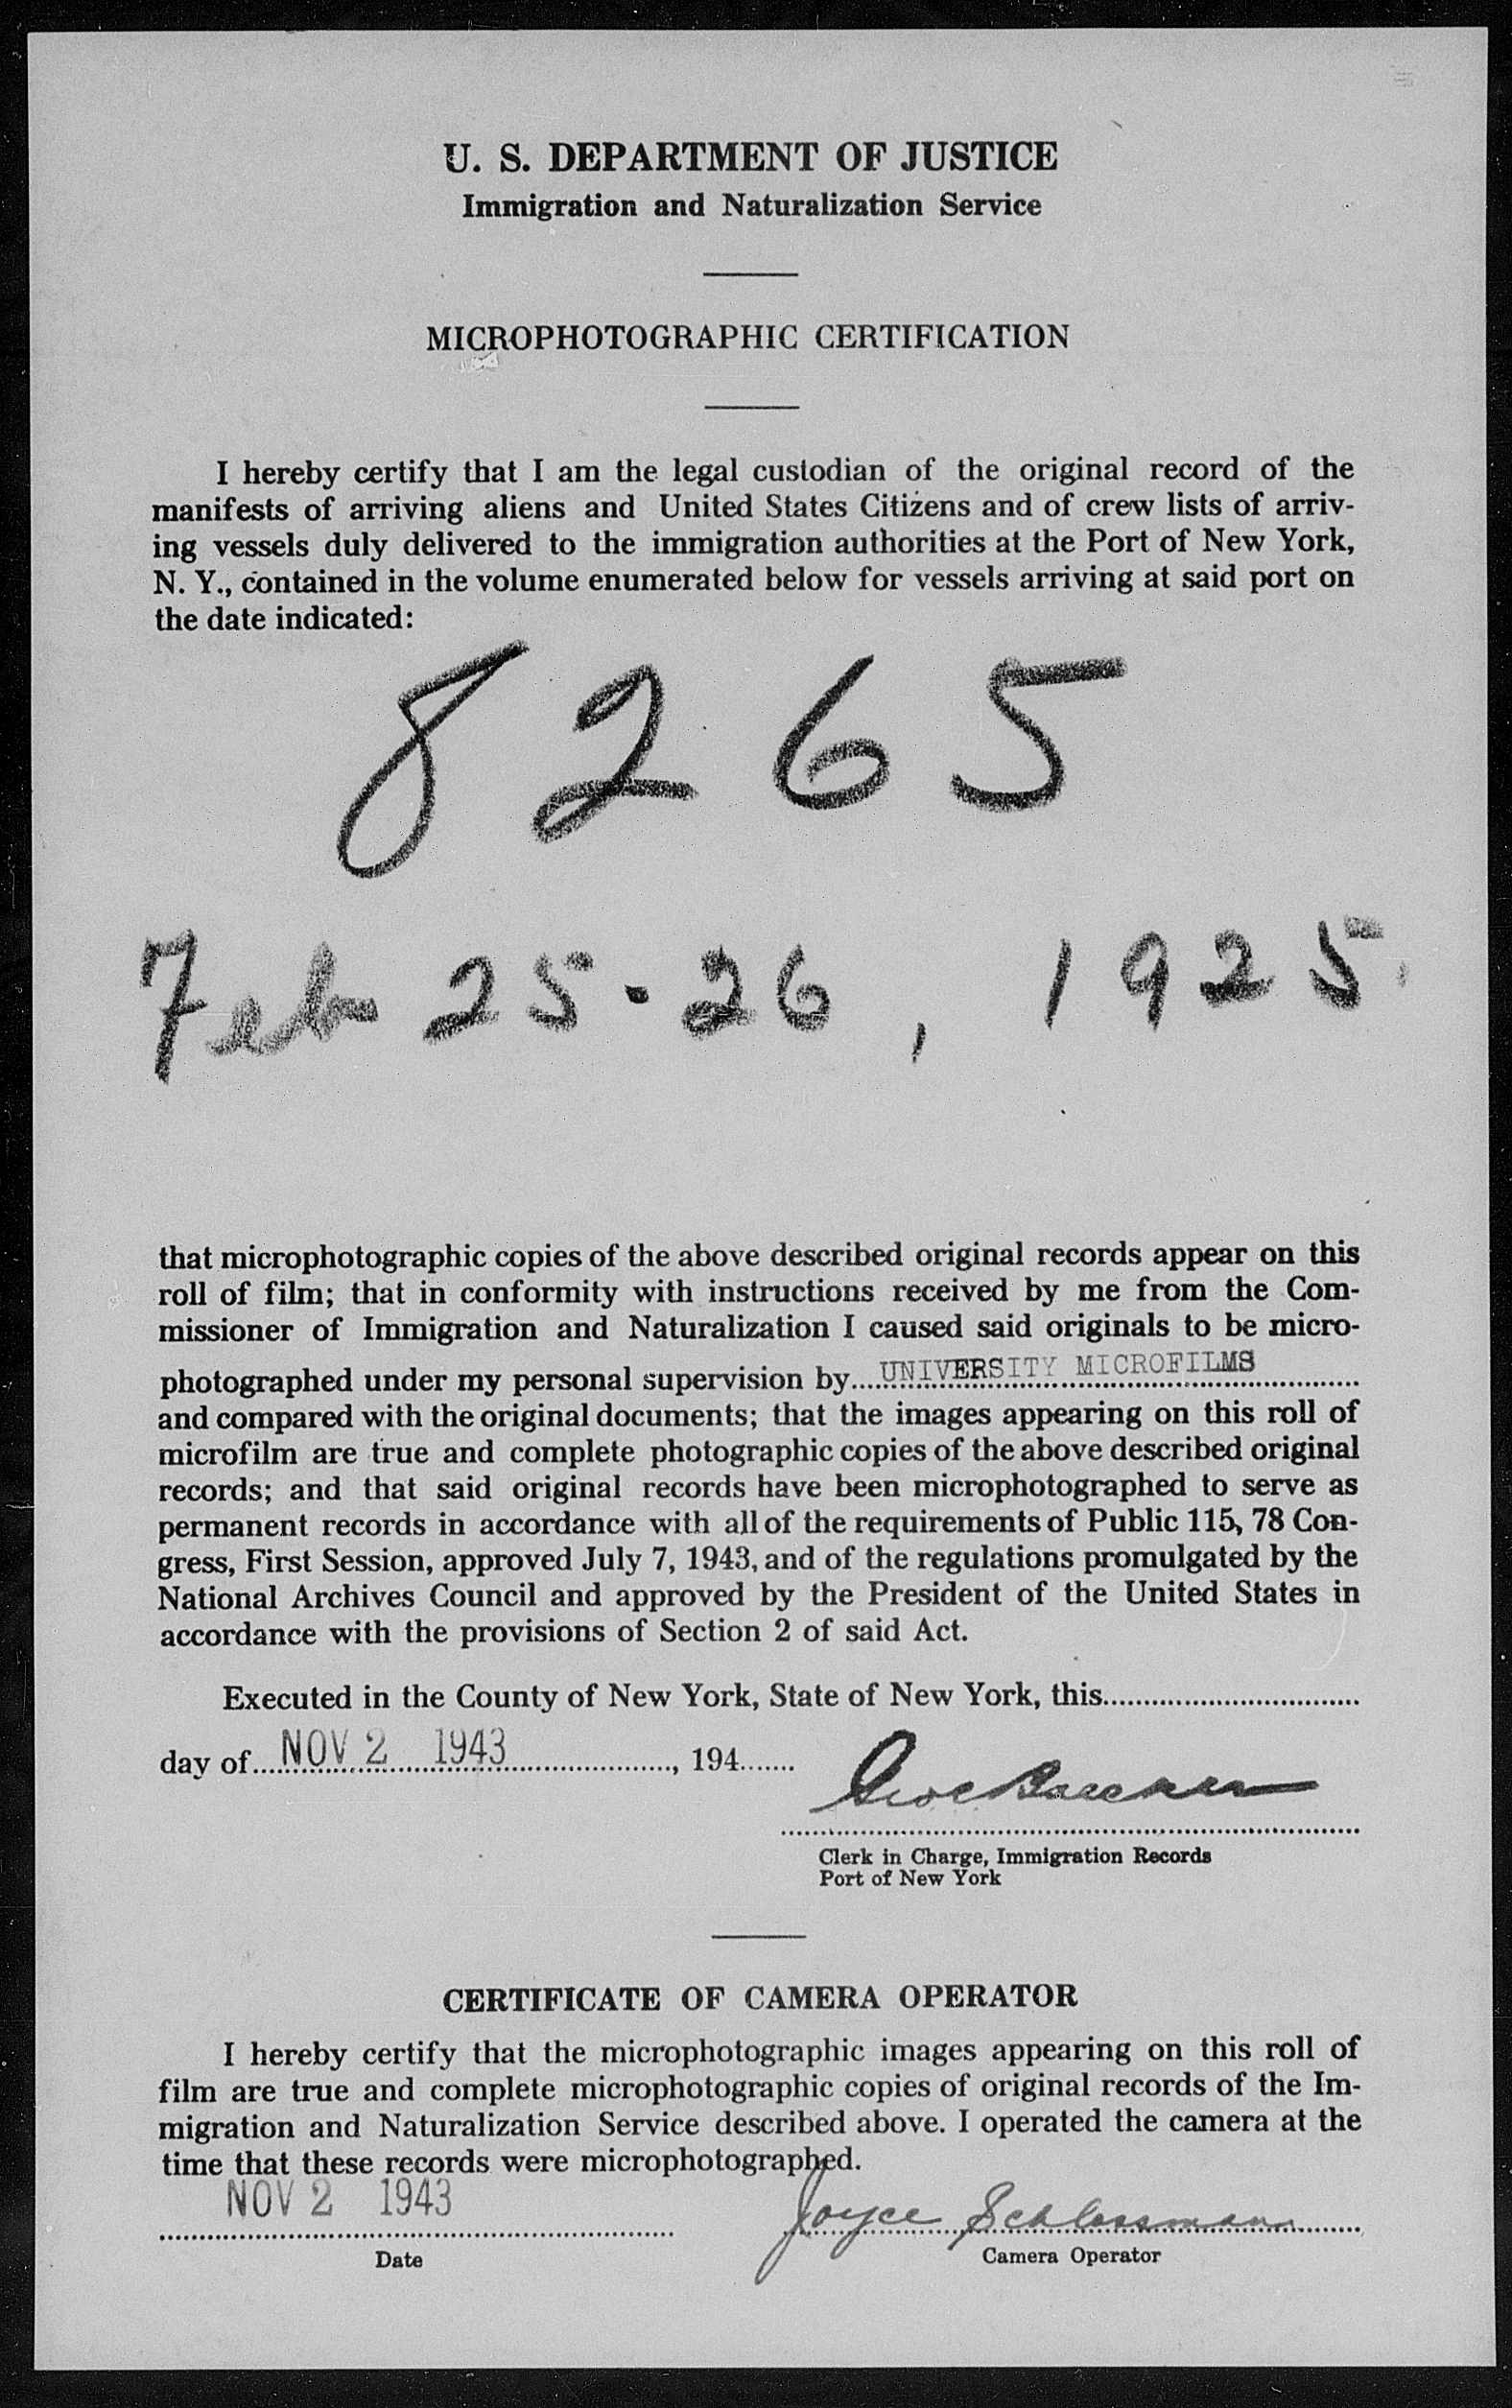 U. S. DEPARTMENT OF JUSTICE
Immigration and Naturalization Service
MICROPHOTOGRAPHIC CERTIFICATION
I hereby certify that I am the legal custodian of the original record of the
manifests of arriving aliens and United States Citizens and of crew lists of arriv-
ing vessels duly delivered to the immigration authorities at the Port of New York,
N. Y., contained in the volume enumerated below for vessels arriving at said port on
the date indicated:
8265
Feb 25-26, 1925.
that microphotographic copies of the above described original records appear on this
roll of film; that in conformity with instructions received by me from the Com-
missioner of Immigration and Naturalization I caused said originals to be micro-
photographed under my personal supervision by UNIVERSITY MICROFILMS
and compared with the original documents; that the images appearing on this roll of
microfilm are true and complete photographic copies of the above described original
records; and that said original records have been microphotographed to serve as
permanent records in accordance with all of the requirements of Public 115, 78 Con-
gress, First Session, approved July 7, 1943, and of the regulations promulgated by the
National Archives Council and approved by the President of the United States in
accordance with the provisions of Section 2 of said Act.
Executed in the County of New York, State of New York, this
day of NOV 2 1943, 194
Clerk in Charge, Immigration Records
Port of New York
CERTIFICATE OF CAMERA OPERATOR
I hereby certify that the microphotographic images appearing on this roll of
film are true and complete microphotographic copies of original records of the Im-
migration and Naturalization Service described above. I operated the camera at the
time that these records were microphotographed.
NOV 2 1943 Joyce Schlossmann
Date Camera Operator